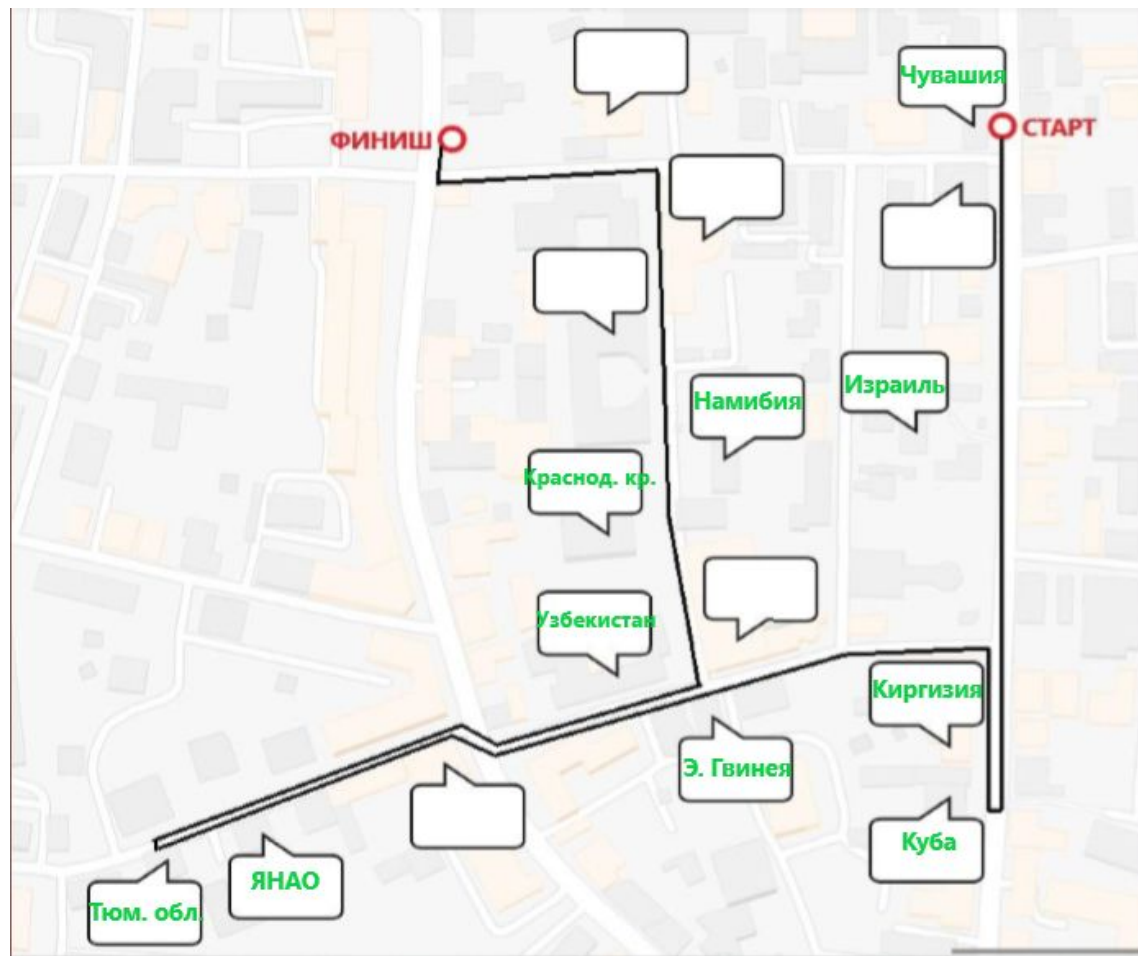 Чувашия
ФИНИШ
СТАРТ
Израиль
Намибия
Краснод. кр.
Узбекистан
Киргизия
Э. Гвинея
Куба
ЯНАО
Тюм. обл.